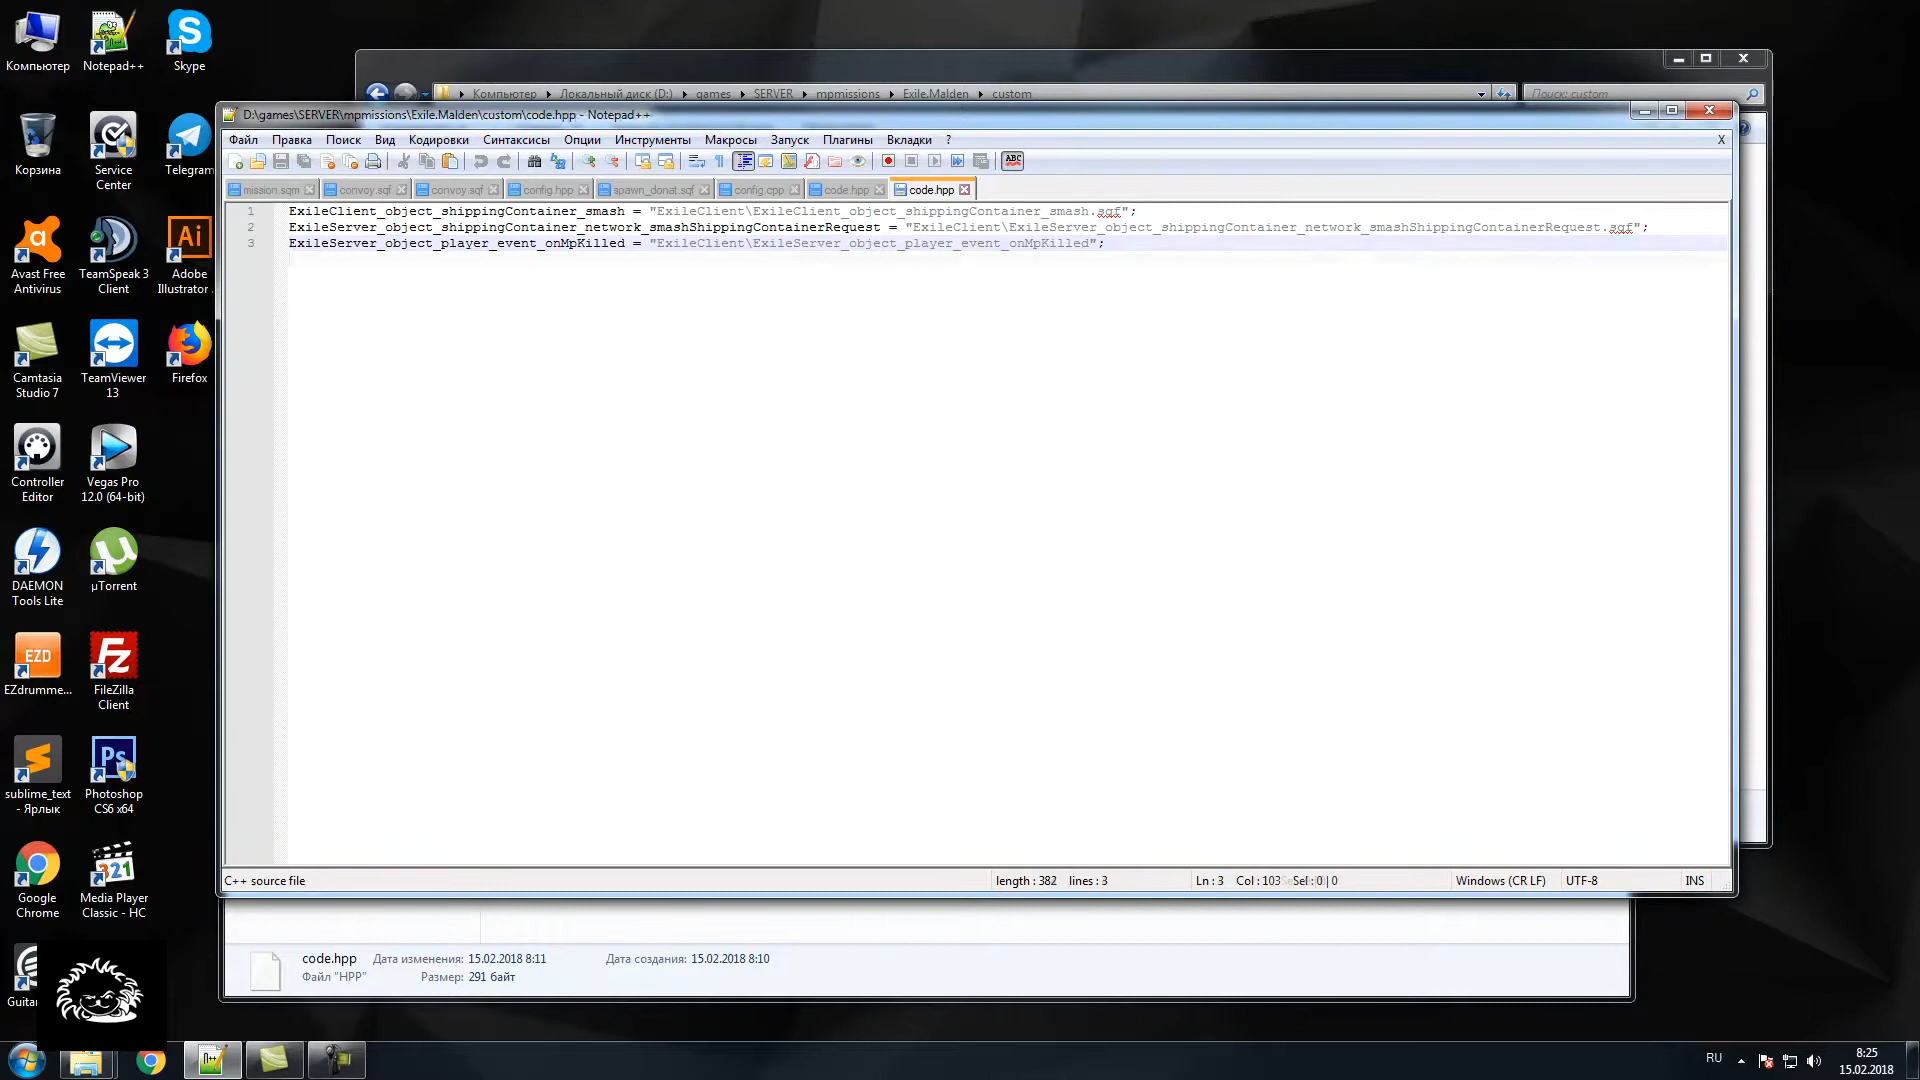 Компьютер
Notepad++
Skype
Корзина
Service Center
Telegram
Avast Free Antivirus
TeamSpeak 3 Client
Adobe Illustrator
Camtasia Studio 7
TeamViewer 13
Firefox
Controller Editor
Vegas Pro 12.0 (64-bit)
DAEMON Tools Lite
µTorrent
EZdrumme...
FileZilla Client
sublime_text - Ярлык
Photoshop CS6 x64
Google Chrome
Media Player Classic - HC
Guitar
Компьютер Локальный диск (D:) games SERVER mpmissions Exile.Malden custom
Поиск: custom
D:\games\SERVER\mpmissions\Exile.Malden\custom\code.hpp - Notepad++
Файл Правка Поиск Вид Кодировки Синтаксисы Опции Инструменты Макросы Запуск Плагины Вкладки ? X
mission.sqm convoy.sqf convoy.sqf config.hpp spawn_donat.sqf config.cpp code.hpp code.hpp
1 ExileClient_object_shippingContainer_smash = "ExileClient\ExileClient_object_shippingContainer_smash.sqf";
2 ExileServer_object_shippingContainer_network_smashShippingContainerRequest = "ExileClient\ExileServer_object_shippingContainer_network_smashShippingContainerRequest.sqf";
3 ExileServer_object_player_event_onMpKilled = "ExileClient\ExileServer_object_player_event_onMpKilled";
C++ source file length : 382 lines : 3 Ln : 3 Col : 103 Sel : 0 | 0 Windows (CR LF) UTF-8 INS
code.hpp Дата изменения: 15.02.2018 8:11 Дата создания: 15.02.2018 8:10
Файл "HPP" Размер: 291 байт
RU
8:25
15.02.2018